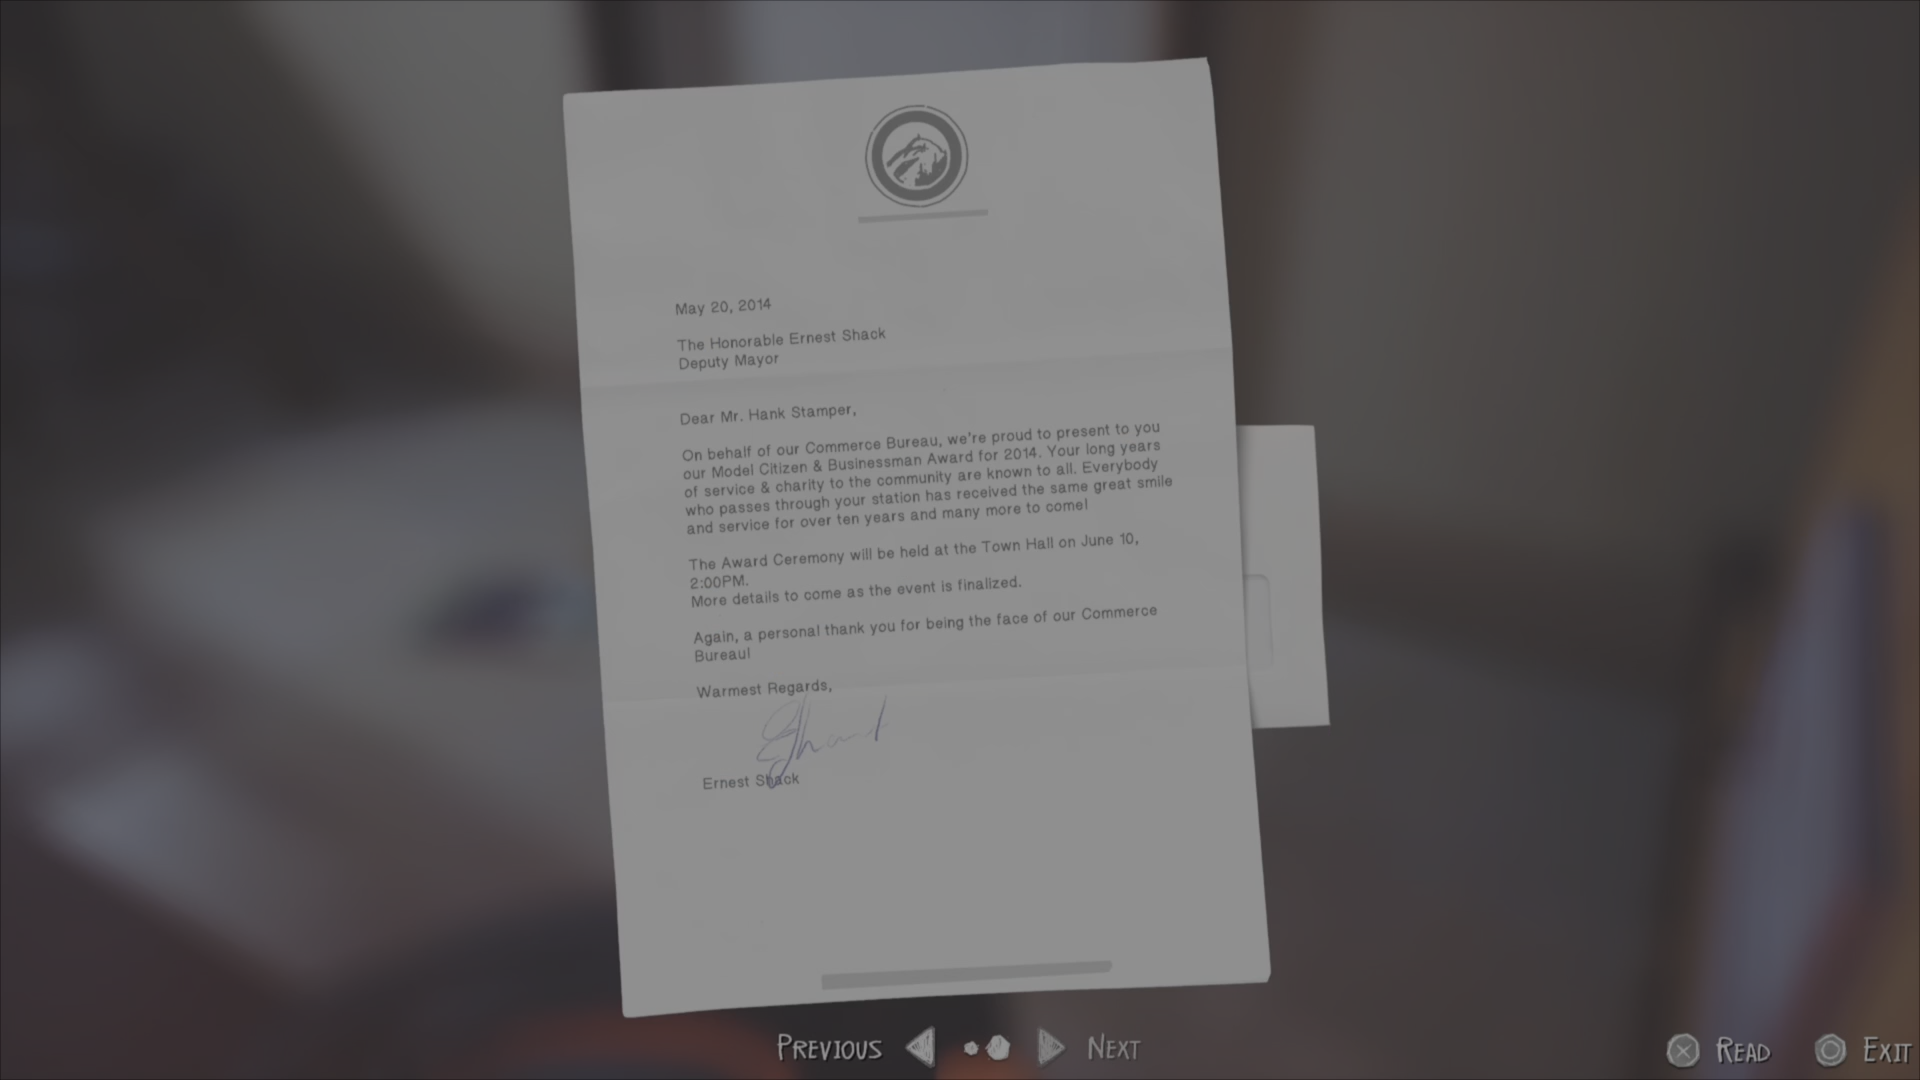 May 20, 2014
The Honorable Ernest Shack
Deputy Mayor
Dear Mr. Hank Stamper,
On behalf of our Commerce Bureau, we're proud to present to you
our Model Citizen & Businessman Award for 2014. Your long years
of service & charity to the community are known to all. Everybody
who passes through your station has received the same great smile
and service for over ten years and many more to come!
The Award Ceremony will be held at the Town Hall on June 10,
2:00PM.
More details to come as the event is finalized.
Again, a personal thank you for being the face of our Commerce
Bureau!
Warmest Regards,
Ernest Shack
PREVIOUS NEXT
READ EXIT